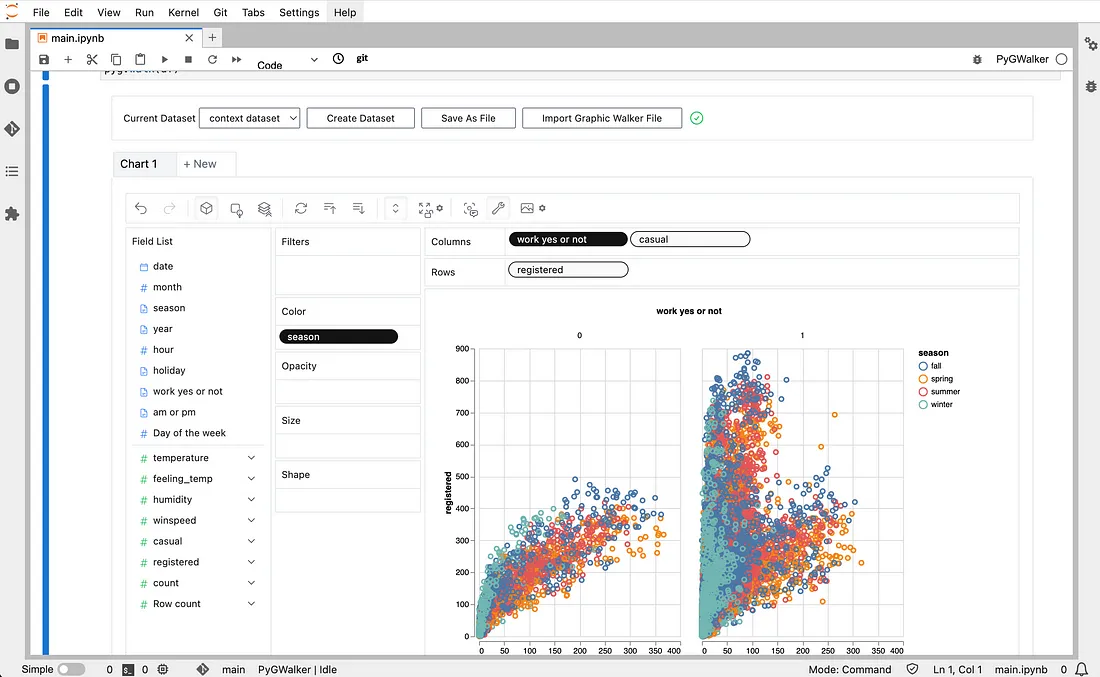 File Edit View Run Kernel Git Tabs Settings Help
main.ipynb
Code git PyGWalker
Current Dataset context dataset Create Dataset Save As File Import Graphic Walker File
Chart 1 + New
Field List
date
month
season
year
hour
holiday
work yes or not
am or pm
Day of the week
temperature
feeling_temp
humidity
winspeed
casual
registered
count
Row count
Filters
Color
season
Opacity
Size
Shape
Columns work yes or not casual
Rows registered
work yes or not
0 1
registered
900
800
700
600
500
400
300
200
100
0
0 50 100 150 200 250 300 350 400
0 50 100 150 200 250 300 350 400
season
fall
spring
summer
winter
Simple 0 0 main PyGWalker | Idle Mode: Command Ln 1, Col 1 main.ipynb 0